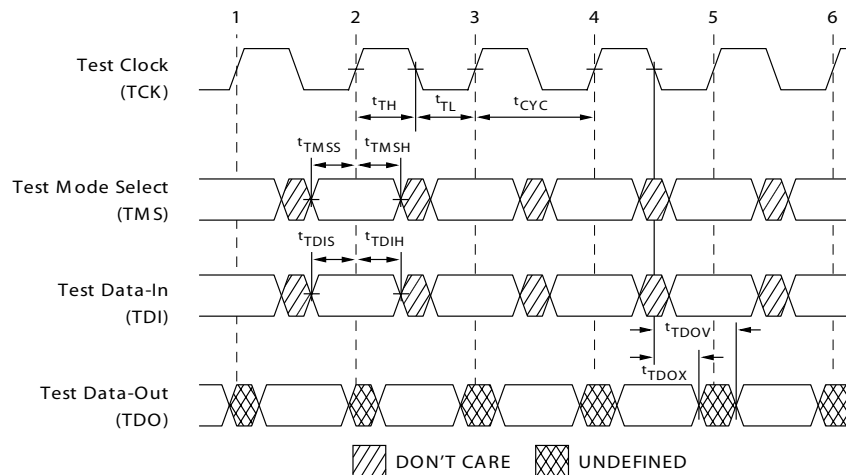 1 2 3 4 5 6
Test Clock
(TCK)
tTH tTL tCYC
tTMSS tTMSH
Test Mode Select
(TMS)
tTDIS tTDIH
Test Data-In
(TDI)
tTDOV
tTDOX
Test Data-Out
(TDO)
DON'T CARE UNDEFINED